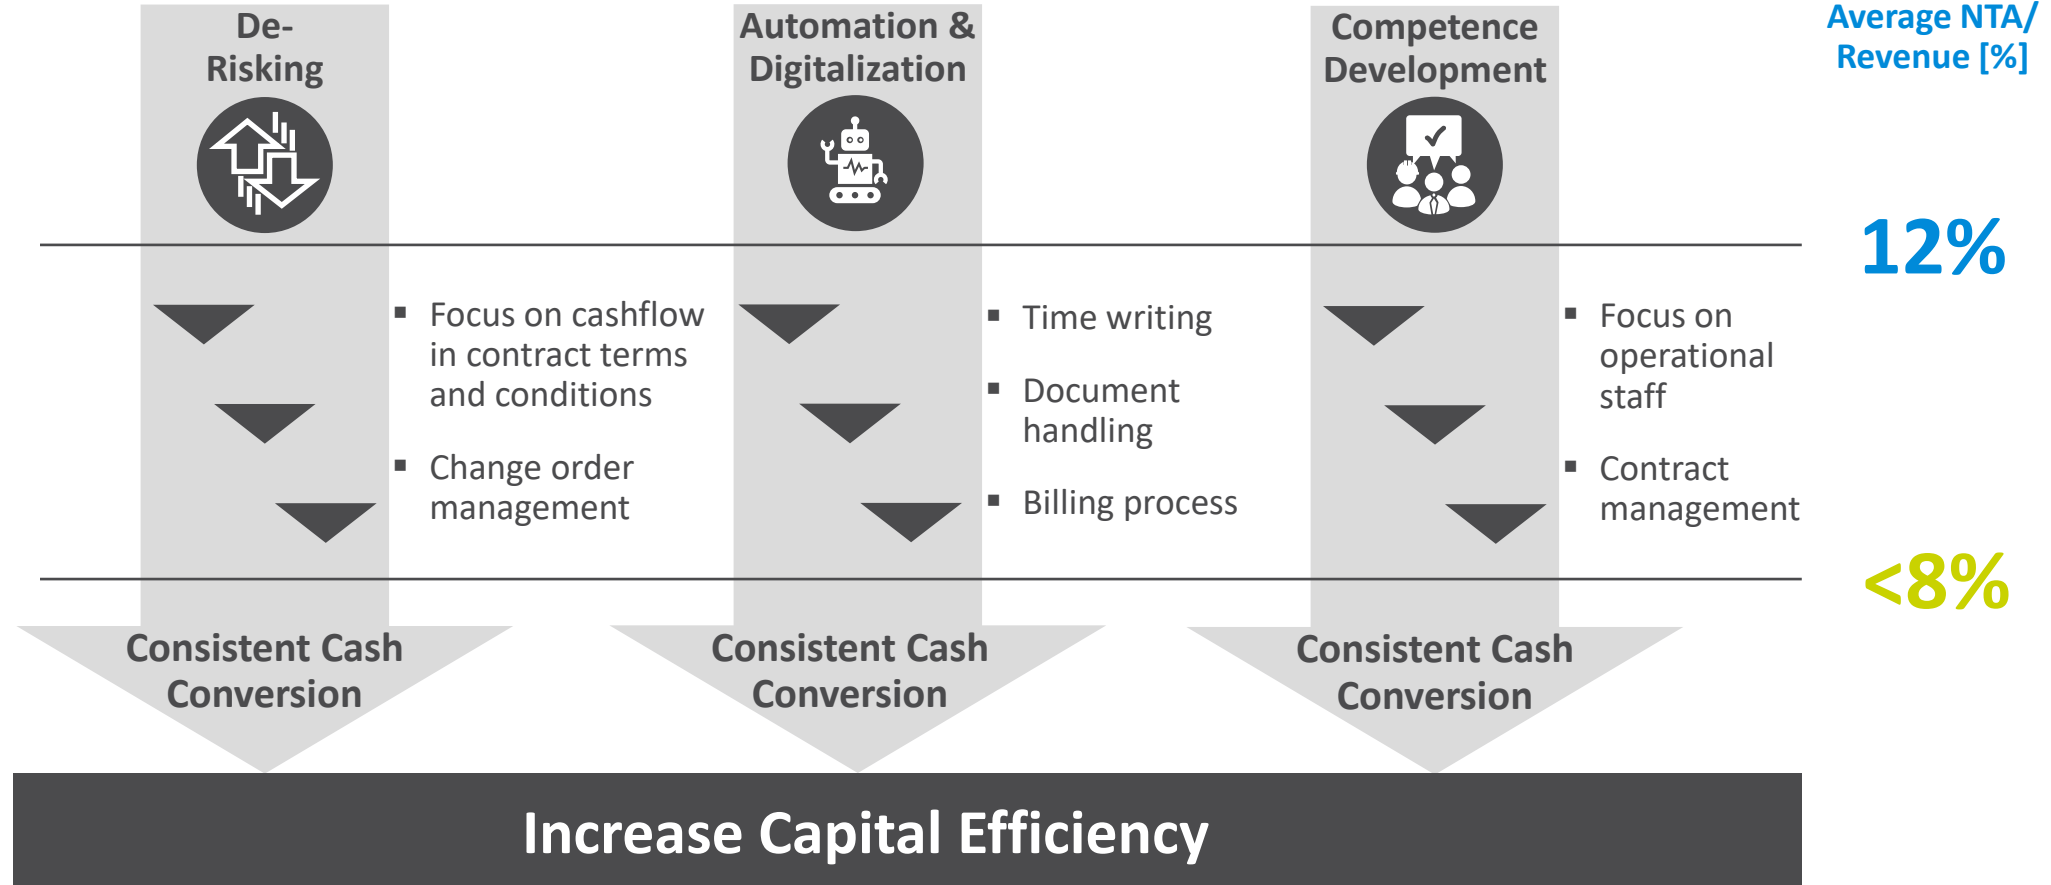 De-
Risking
Automation &
Digitalization
Competence
Development
Average NTA/
Revenue [%]
12%
▪ Focus on cashflow
in contract terms
and conditions
▪ Change order
management
▪ Time writing
▪ Document
handling
▪ Billing process
▪ Focus on
operational
staff
▪ Contract
management
<8%
Consistent Cash
Conversion
Consistent Cash
Conversion
Consistent Cash
Conversion
Increase Capital Efficiency